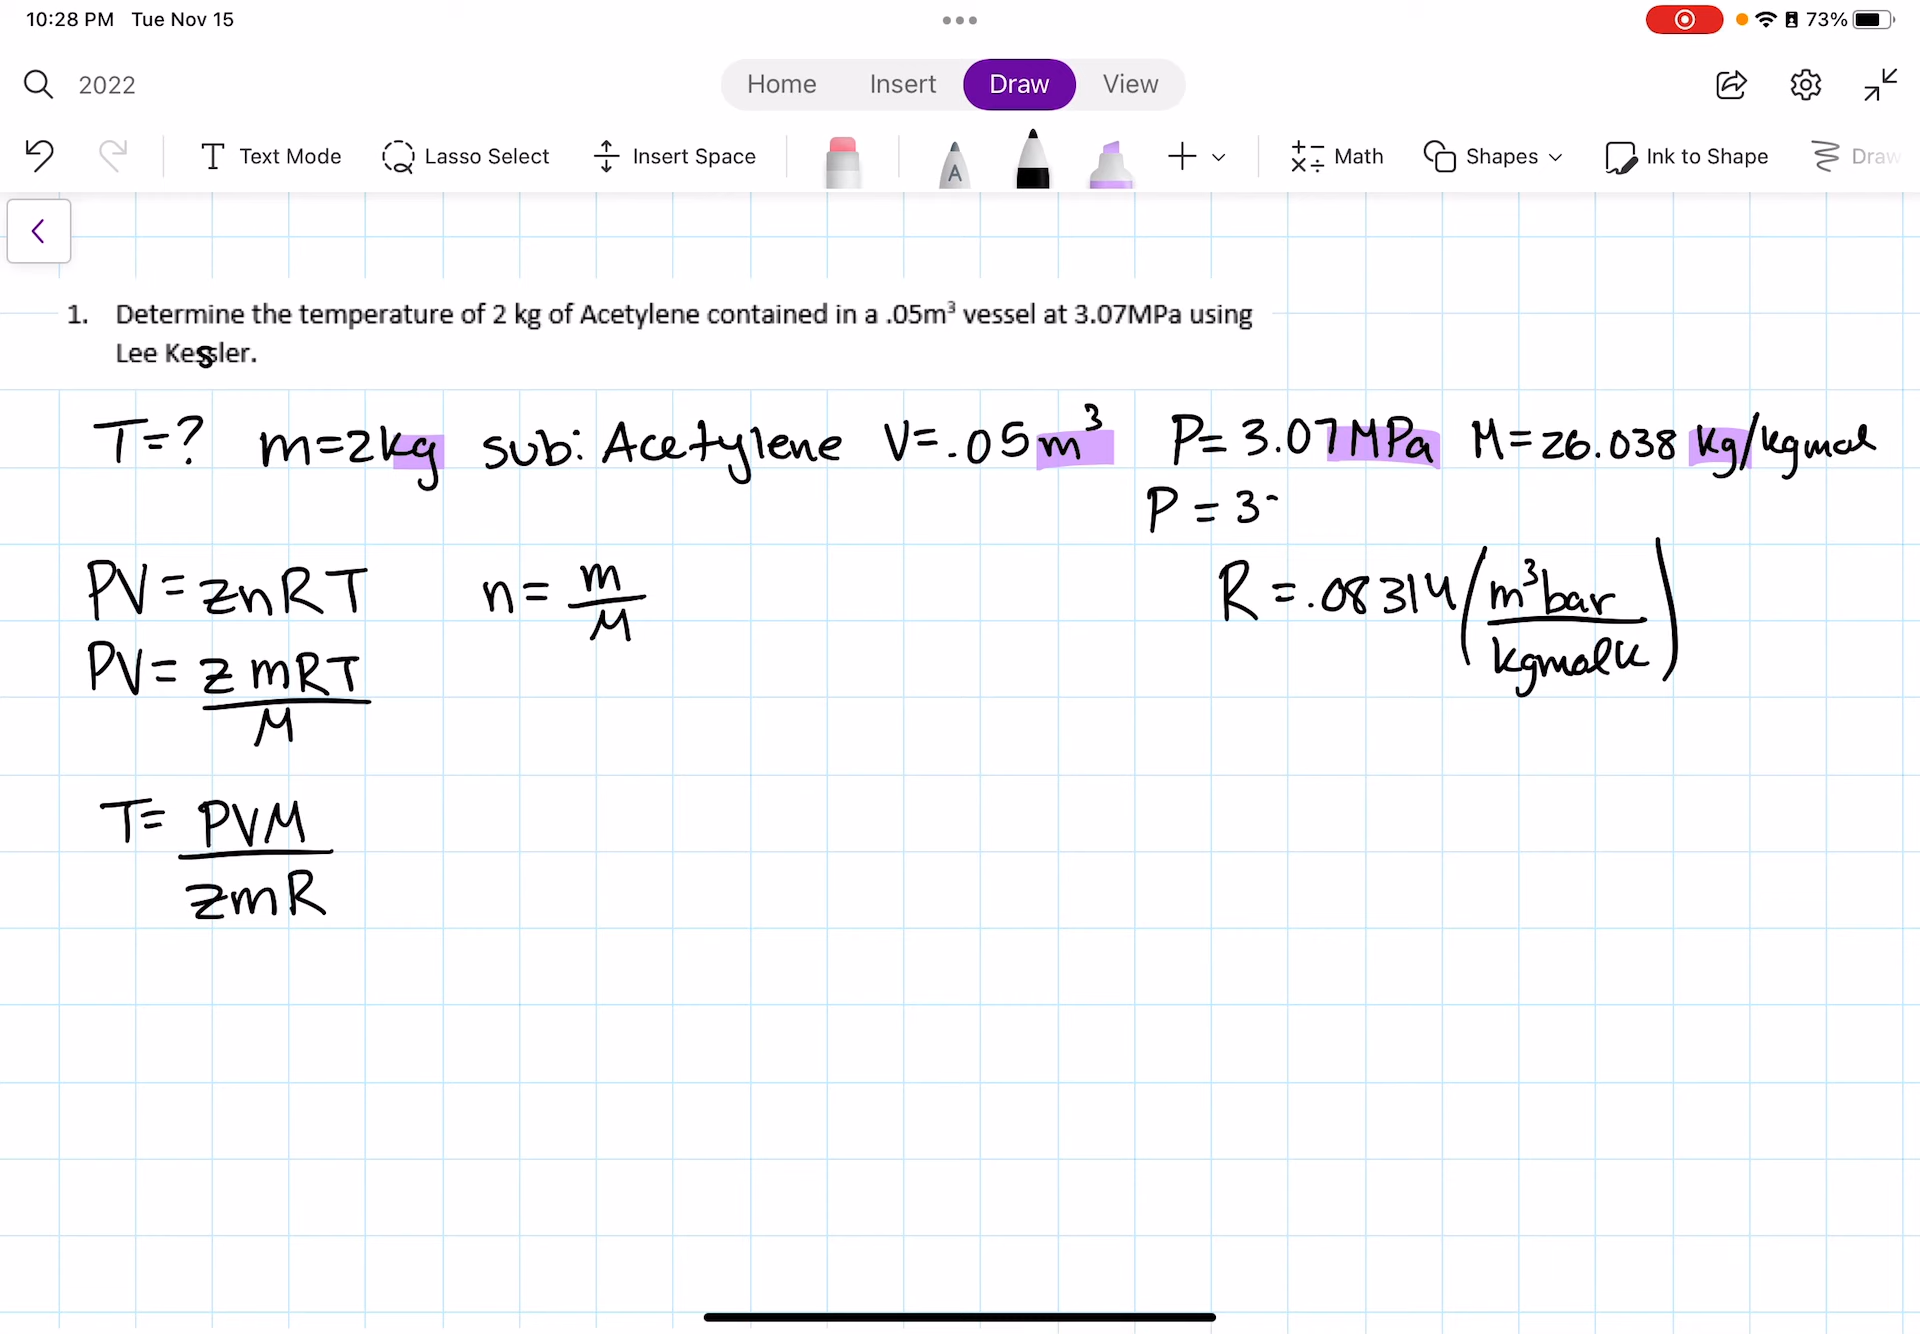 10:28 PM Tue Nov 15
73%
2022
Home Insert Draw View
Text Mode Lasso Select Insert Space A Math Shapes Ink to Shape Draw
1. Determine the temperature of 2 kg of Acetylene contained in a .05m³ vessel at 3.07MPa using
Lee Kessler.
T=? m=2kg sub: Acetylene V=.05m³ P=3.07MPa M=26.038 kg/kgmol
P = 3
PV=znRT n=m/M R=.08314(m³bar/kgmolK)
PV=zmRT/M
T=PVM/zmR